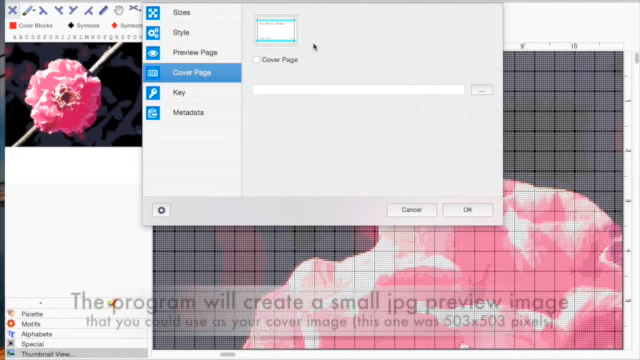 Sizes
Style
Preview Page
Cover Page
Key
Metadata
Cover Page
...
Cancel
OK
Color Blocks
Symbols
Symbols
A B C D E F G H I J K L M N O P Q R S
9
10
Palette
Motifs
Alphabets
Special
Thumbnail View...
The program will create a small jpg preview image
that you could use as your cover image (this one was 503x503 pixels)